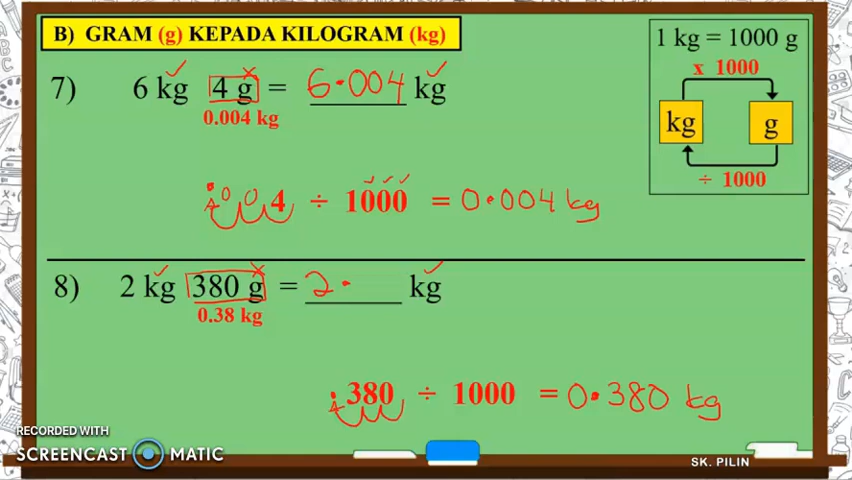 B) GRAM (g) KEPADA KILOGRAM (kg)
1 kg = 1000 g
x 1000
kg
g
÷ 1000
7) 6 kg 4 g = 6.004 kg
0.004 kg
.004 ÷ 1000 = 0.004 kg
8) 2 kg 380 g = 2. kg
0.38 kg
.380 ÷ 1000 = 0.380 kg
RECORDED WITH
SCREENCAST MATIC
SK. PILIN